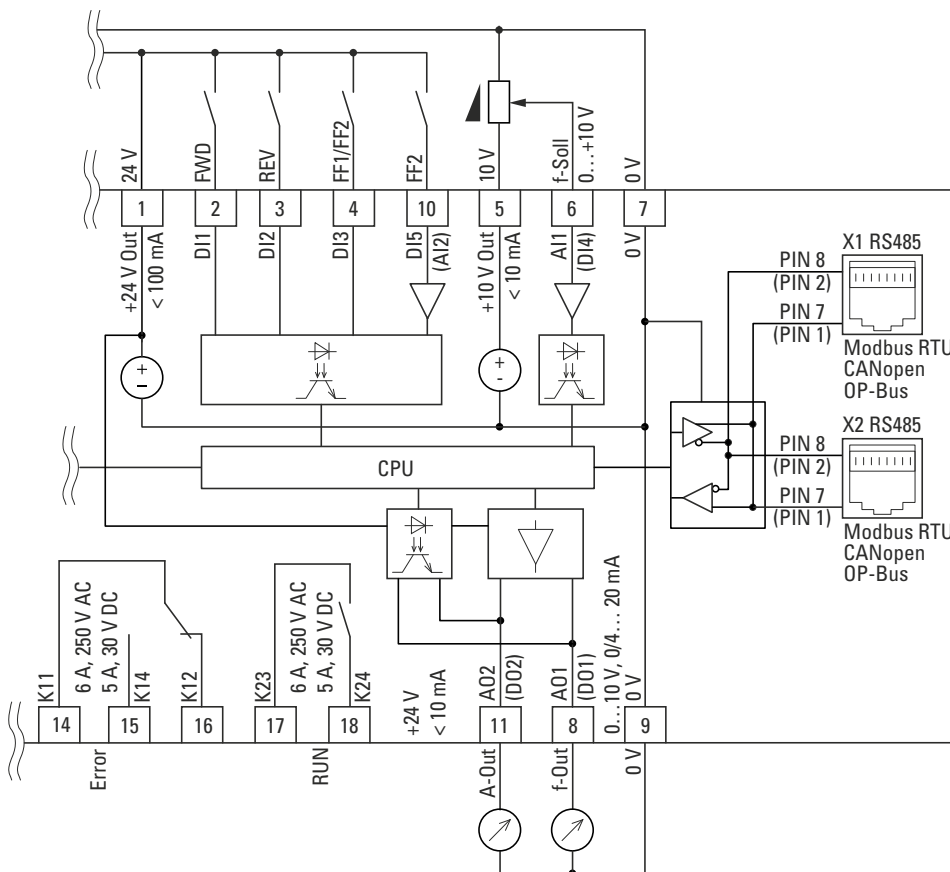 24 V
FWD
REV
FF1/FF2
FF2
10 V
f-Soll
0…+10 V
0 V
1
2
3
4
10
5
6
7
+24 V Out
< 100 mA
DI1
DI2
DI3
DI5
(AI2)
+10 V Out
< 10 mA
AI1
(DI4)
0 V
X1 RS485
PIN 8
(PIN 2)
PIN 7
(PIN 1)
Modbus RTU
CANopen
OP-Bus
+
–
+
-
CPU
X2 RS485
PIN 8
(PIN 2)
PIN 7
(PIN 1)
Modbus RTU
CANopen
OP-Bus
K11
6 A, 250 V AC
5 A, 30 V DC
K14
K12
K23
6 A, 250 V AC
5 A, 30 V DC
K24
+24 V
< 10 mA
AO2
(DO2)
AO1
(DO1)
0…10 V, 0/4… 20 mA
0 V
14
15
16
17
18
11
8
9
Error
RUN
A-Out
f-Out
0 V